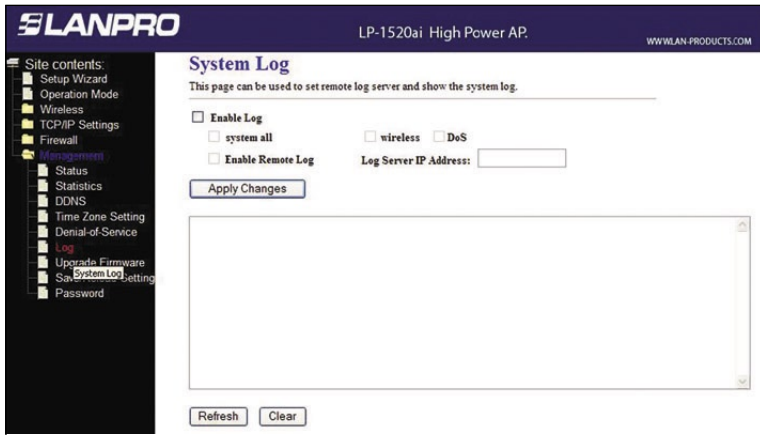 LANPRO
LP-1520ai High Power AP.
WWWLAN-PRODUCTS.COM
Site contents:
Setup Wizard
Operation Mode
Wireless
TCP/IP Settings
Firewall
Management
Status
Statistics
DDNS
Time Zone Setting
Denial-of-Service
Log
Upgrade Firmware
System Log
Setting
Password
System Log
This page can be used to set remote log server and show the system log.
Enable Log
system all
wireless
DoS
Enable Remote Log
Log Server IP Address:
Apply Changes
Refresh
Clear